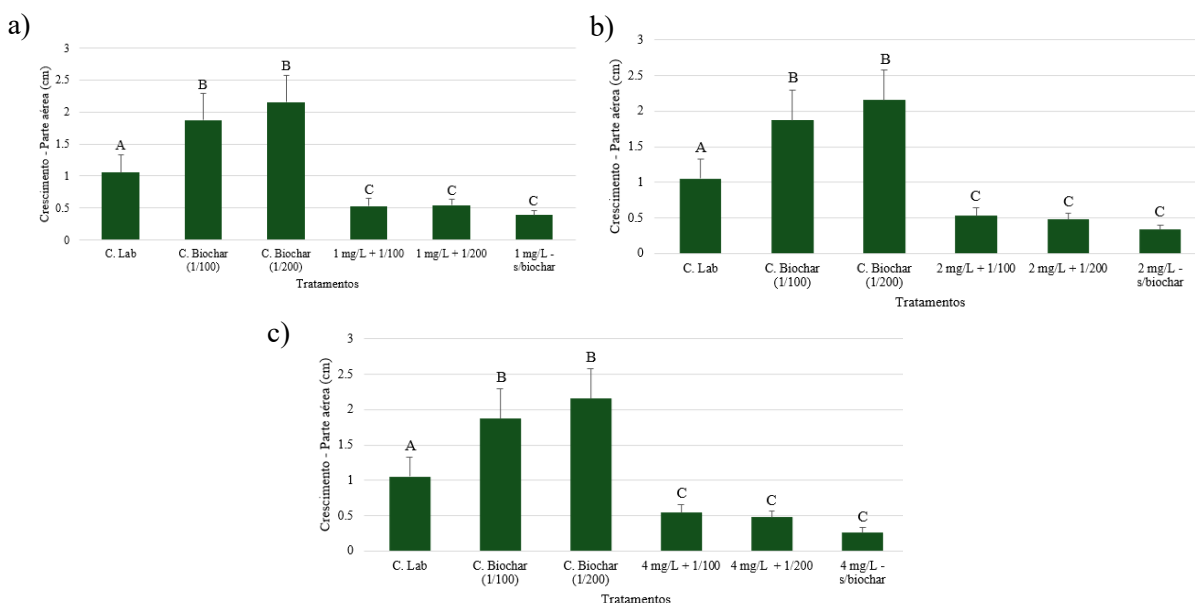 a)
Crescimento - Parte aérea (cm)
3
2.5
2
1.5
1
0.5
0
A
B
B
C
C
C
C. Lab
C. Biochar
(1/100)
C. Biochar
(1/200)
1 mg/L + 1/100
1 mg/L + 1/200
1 mg/L -
s/biochar
Tratamentos
b)
Crescimento - Parte aérea (cm)
3
2.5
2
1.5
1
0.5
0
A
B
B
C
C
C
C. Lab
C. Biochar
(1/100)
C. Biochar
(1/200)
2 mg/L + 1/100
2 mg/L + 1/200
2 mg/L -
s/biochar
Tratamentos
c)
Crescimento - Parte aérea (cm)
3
2.5
2
1.5
1
0.5
0
A
B
B
C
C
C
C. Lab
C. Biochar
(1/100)
C. Biochar
(1/200)
4 mg/L + 1/100
4 mg/L + 1/200
4 mg/L -
s/biochar
Tratamentos